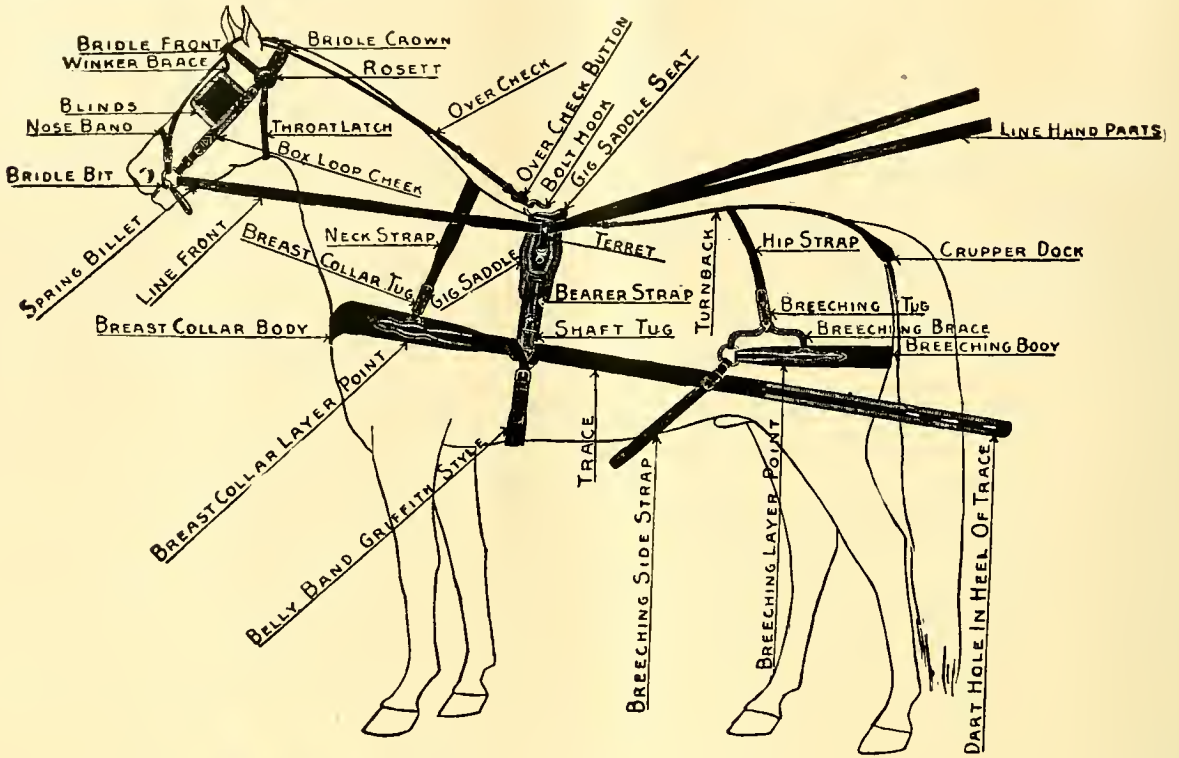 BRIDLE FRONT
BRIDLE CROWN
WINKER BRACE
ROSETT
BLINDS
NOSE BAND
THROAT LATCH
BOX LOOP CHEEK
BRIDLE BIT
SPRING BILLET
LINE FRONT
OVER CHECK
OVER CHECK BUTTON
BOLT HOOK
GIG SADDLE SEAT
LINE HAND PARTS
NECK STRAP
BREAST COLLAR TUG
GIG SADDLE
TERRET
BEARER STRAP
SHAFT TUG
TURNBACK
HIP STRAP
CRUPPER DOCK
BREECHING TUG
BREECHING BRACE
BREECHING BODY
BREAST COLLAR BODY
BREAST COLLAR LAYER POINT
BELLY BAND GRIFFITH STYLE
TRACE
BREECHING SIDE STRAP
BREECHING LAYER POINT
DART HOLE IN HEEL OF TRACE